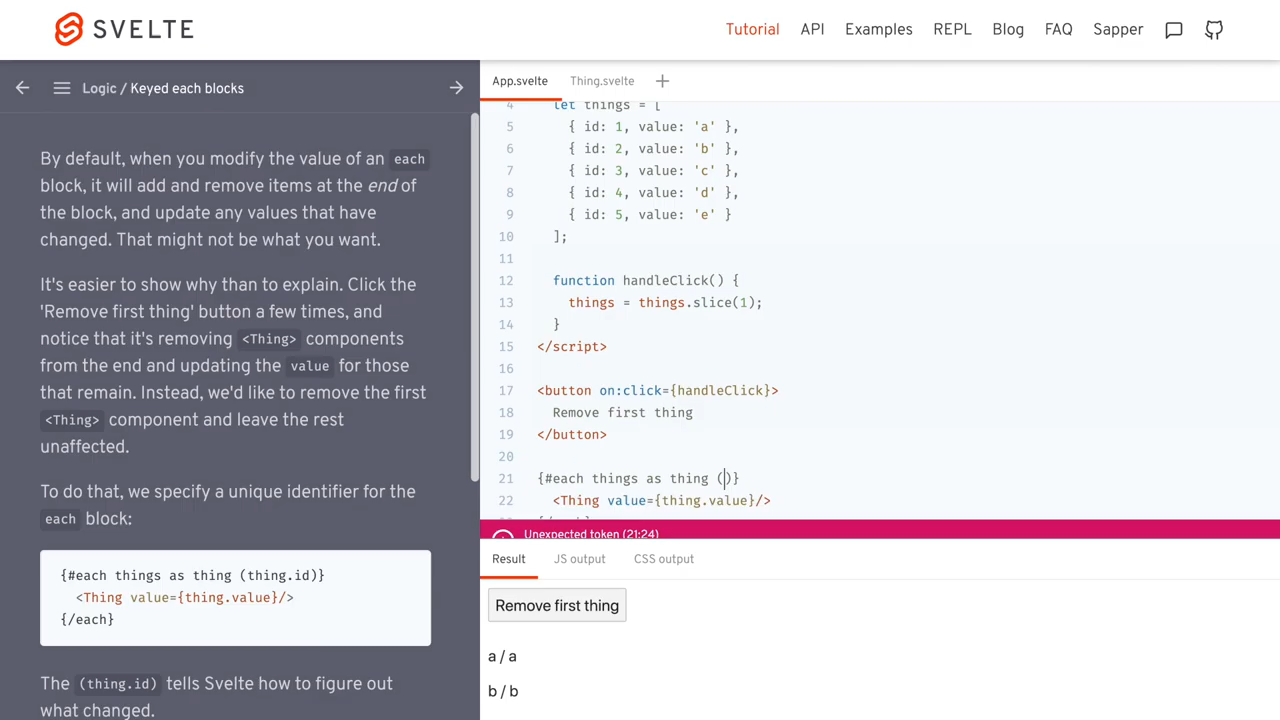 SVELTE
Tutorial API Examples REPL Blog FAQ Sapper
Logic / Keyed each blocks
By default, when you modify the value of an each
block, it will add and remove items at the end of
the block, and update any values that have
changed. That might not be what you want.
It's easier to show why than to explain. Click the
'Remove first thing' button a few times, and
notice that it's removing <Thing> components
from the end and updating the value for those
that remain. Instead, we'd like to remove the first
<Thing> component and leave the rest
unaffected.
To do that, we specify a unique identifier for the
each block:
{#each things as thing (thing.id)}
<Thing value={thing.value}/>
{/each}
The (thing.id) tells Svelte how to figure out
what changed.
App.svelte Thing.svelte +
4 let things = [
5 { id: 1, value: 'a' },
6 { id: 2, value: 'b' },
7 { id: 3, value: 'c' },
8 { id: 4, value: 'd' },
9 { id: 5, value: 'e' }
10 ];
11
12 function handleClick() {
13 things = things.slice(1);
14 }
15 </script>
16
17 <button on:click={handleClick}>
18 Remove first thing
19 </button>
20
21 {#each things as thing ()}
22 <Thing value={thing.value}/>
Unexpected token (21:24)
Result JS output CSS output
Remove first thing
a / a
b / b